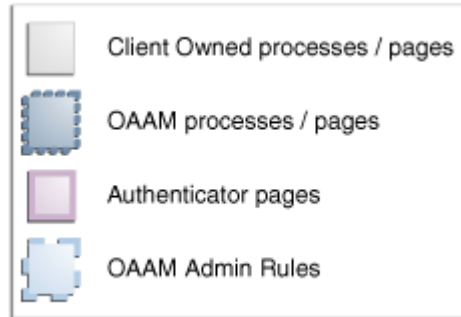 Client Owned processes / pages
OAAM processes / pages
Authenticator pages
OAAM Admin Rules